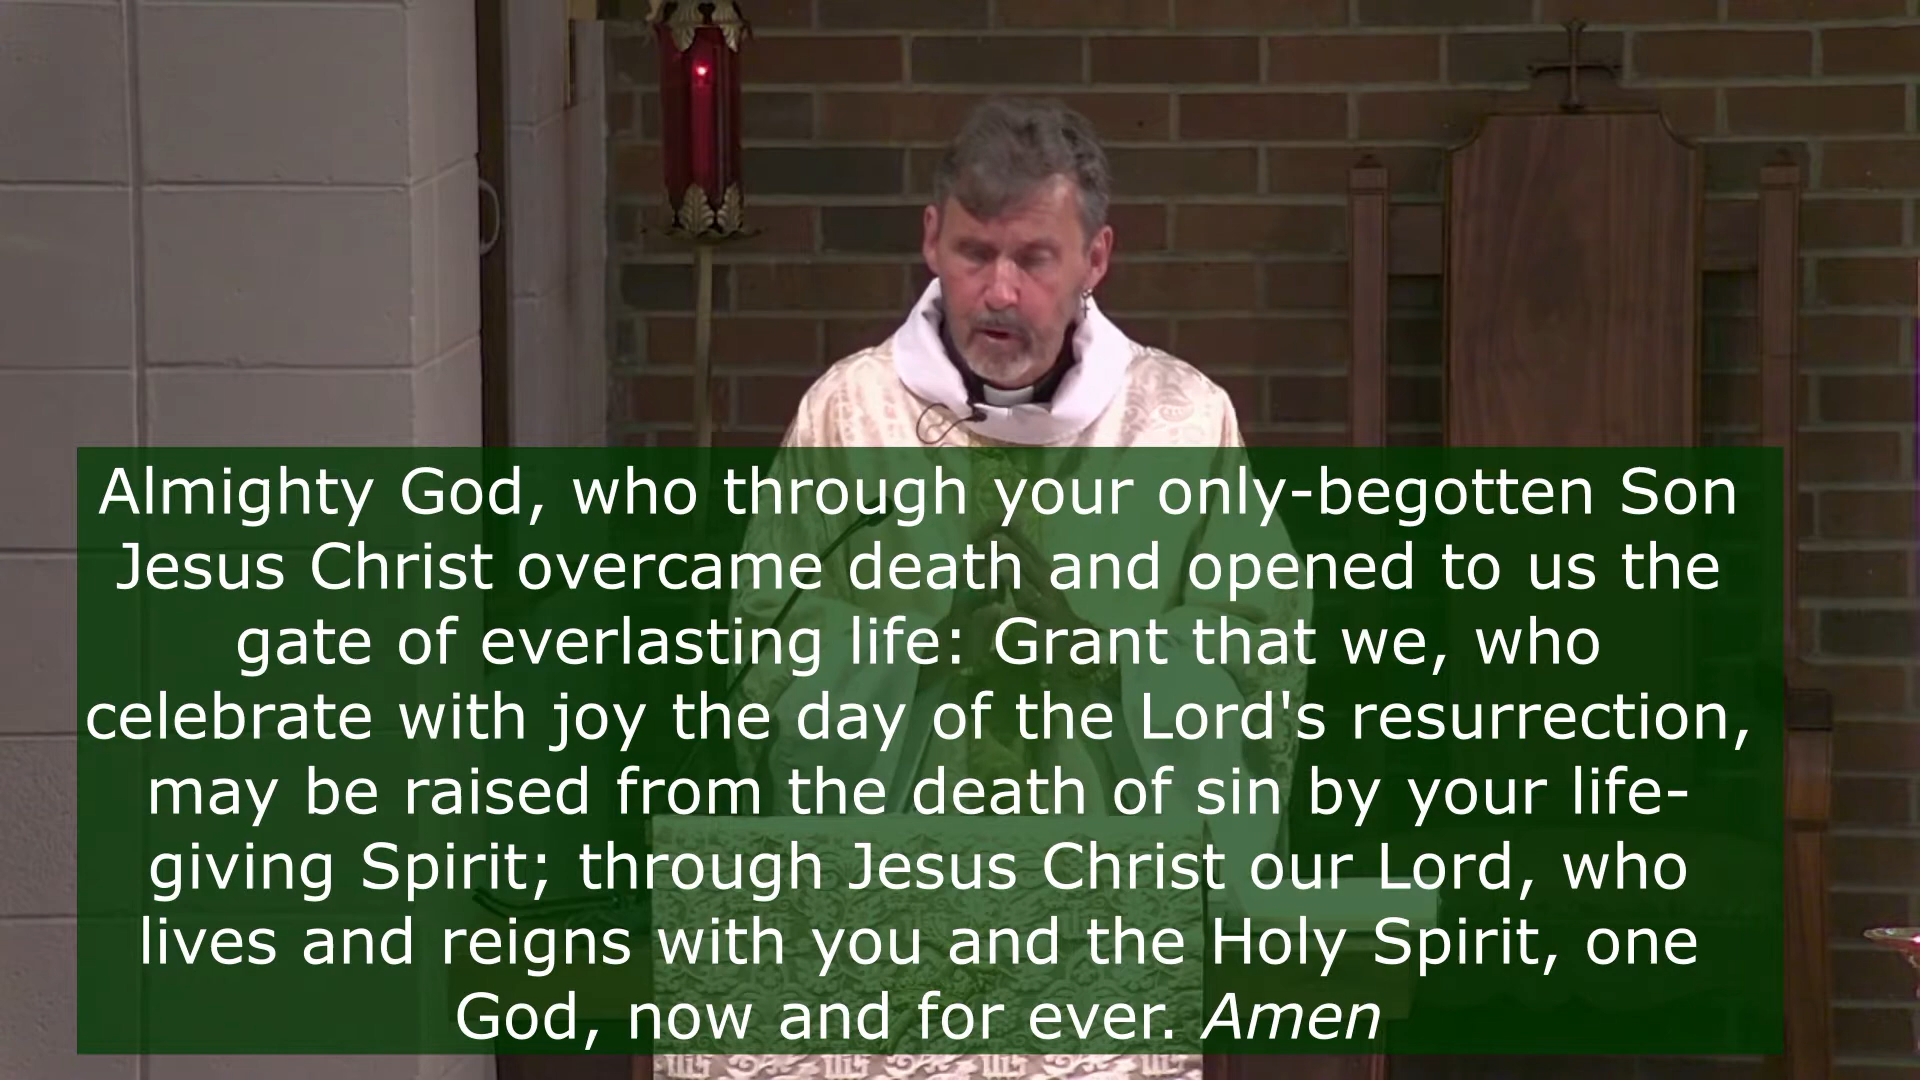 Almighty God, who through your only-begotten Son
Jesus Christ overcame death and opened to us the
gate of everlasting life: Grant that we, who
celebrate with joy the day of the Lord's resurrection,
may be raised from the death of sin by your life-
giving Spirit; through Jesus Christ our Lord, who
lives and reigns with you and the Holy Spirit, one
God, now and for ever. Amen